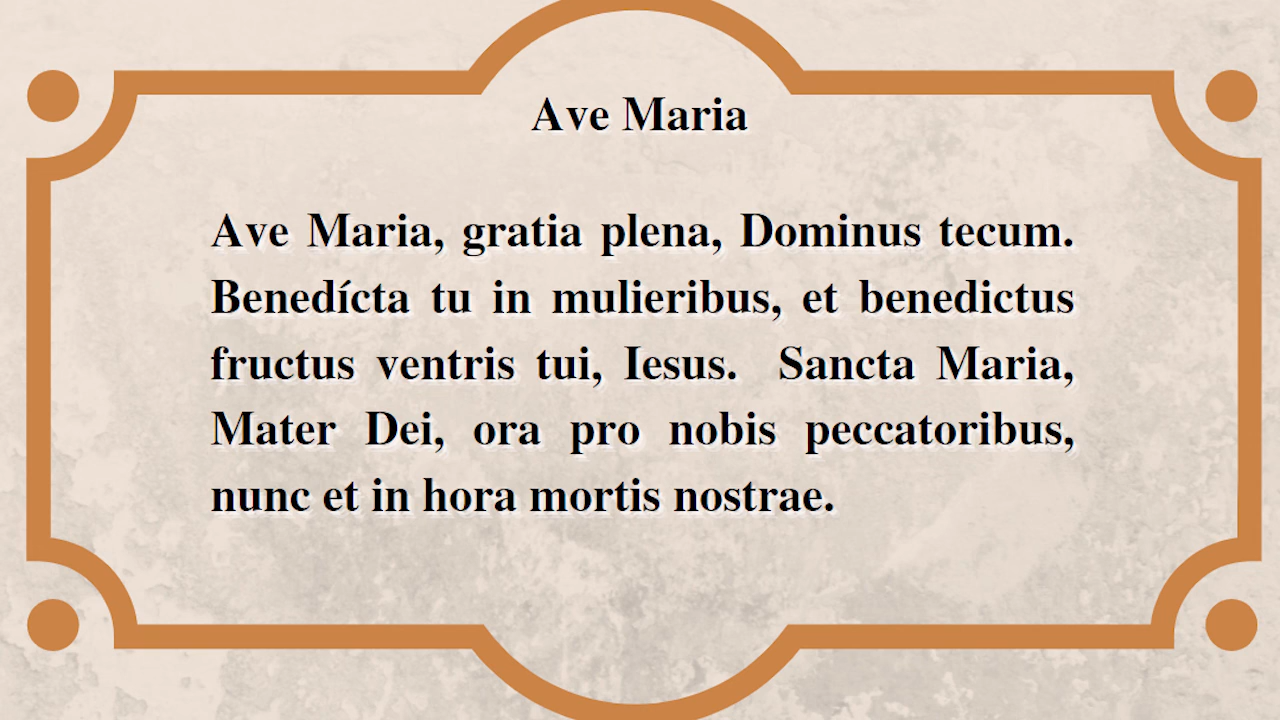 Ave Maria
Ave Maria, gratia plena, Dominus tecum.
Benedícta tu in mulieribus, et benedictus
fructus ventris tui, Iesus.  Sancta Maria,
Mater Dei, ora pro nobis peccatoribus,
nunc et in hora mortis nostrae.